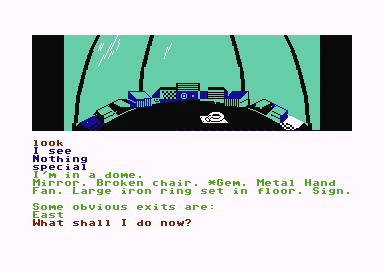 look
I see
Nothing
special
I'm in a dome.
Mirror. Broken chair. *Gem. Metal Hand
Fan. Large iron ring set in floor. Sign.
Some obvious exits are:
East
What shall I do now?